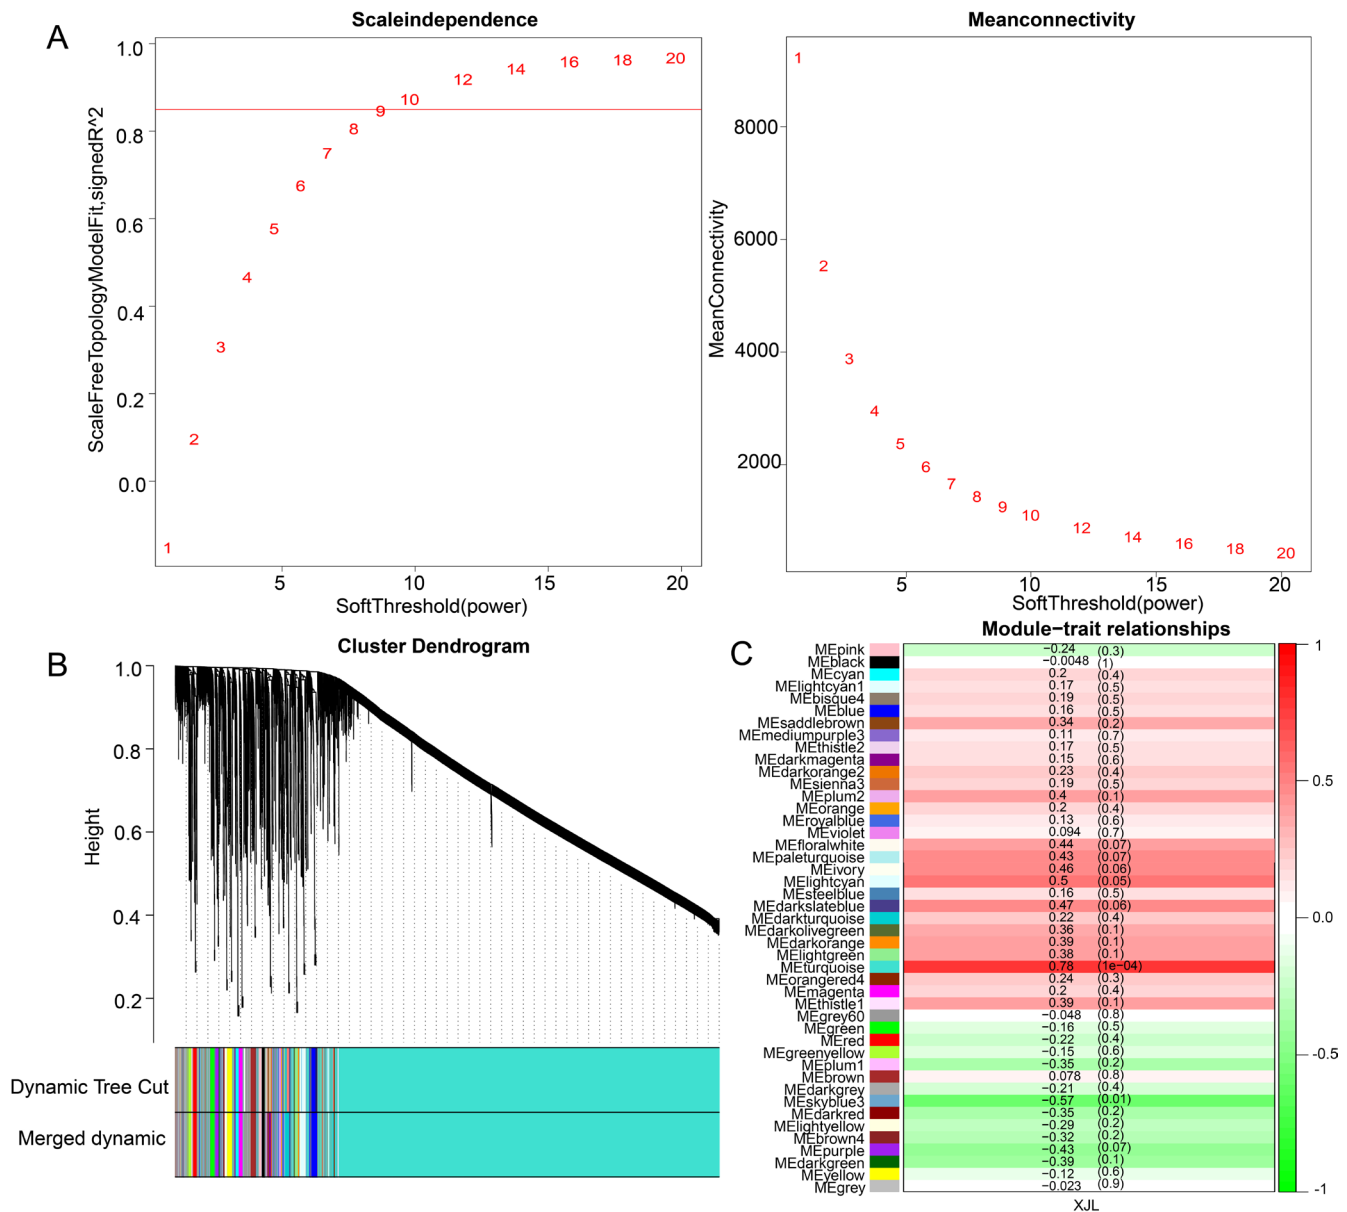 A
Scaleindependence
ScaleFreeTopologyModelFit,signedR^2
1.0
0.8
0.6
0.4
0.2
0.0
1
2
3
4
5
6
7
8
9
10
12
14
16
18
20
5
10
15
20
SoftThreshold(power)
Meanconnectivity
MeanConnectivity
8000
6000
4000
2000
1
2
3
4
5
6
7
8
9
10
12
14
16
18
20
5
10
15
20
SoftThreshold(power)
B
Cluster Dendrogram
Height
1.0
0.8
0.6
0.4
0.2
Dynamic Tree Cut
Merged dynamic
C
Module−trait relationships
MEpink −0.24 (0.3)
MEblack −0.0048 (1)
MEcyan 0.2 (0.4)
MElightcyan1 0.17 (0.5)
MEbisque4 0.19 (0.5)
MEblue 0.16 (0.5)
MEsaddlebrown 0.34 (0.2)
MEmediumpurple3 0.11 (0.7)
MEthistle2 0.17 (0.5)
MEdarkmagenta 0.15 (0.6)
MEdarkorange2 0.23 (0.4)
MEsienna3 0.19 (0.5)
MEplum2 0.4 (0.1)
MEorange 0.2 (0.4)
MEroyalblue 0.13 (0.6)
MEviolet 0.094 (0.7)
MEfloralwhite 0.44 (0.07)
MEpaleturquoise 0.43 (0.07)
MEivory 0.46 (0.06)
MElightcyan 0.5 (0.05)
MEsteelblue 0.16 (0.5)
MEdarkslateblue 0.47 (0.06)
MEdarkturquoise 0.22 (0.4)
MEdarkolivegreen 0.36 (0.1)
MEdarkorange 0.39 (0.1)
MElightgreen 0.38 (0.1)
MEturquoise 0.78 (1e−04)
MEorangered4 0.24 (0.3)
MEmagenta 0.2 (0.4)
MEthistle1 0.39 (0.1)
MEgrey60 −0.048 (0.8)
MEgreen −0.16 (0.5)
MEred −0.22 (0.4)
MEgreenyellow −0.15 (0.6)
MEplum1 −0.35 (0.2)
MEbrown 0.078 (0.8)
MEdarkgrey −0.21 (0.4)
MEskyblue3 −0.57 (0.01)
MEdarkred −0.35 (0.2)
MElightyellow −0.29 (0.2)
MEbrown4 −0.32 (0.2)
MEpurple −0.43 (0.07)
MEdarkgreen −0.39 (0.1)
MEyellow −0.12 (0.6)
MEgrey −0.023 (0.9)
XJL
1
0.5
0.0
-0.5
-1